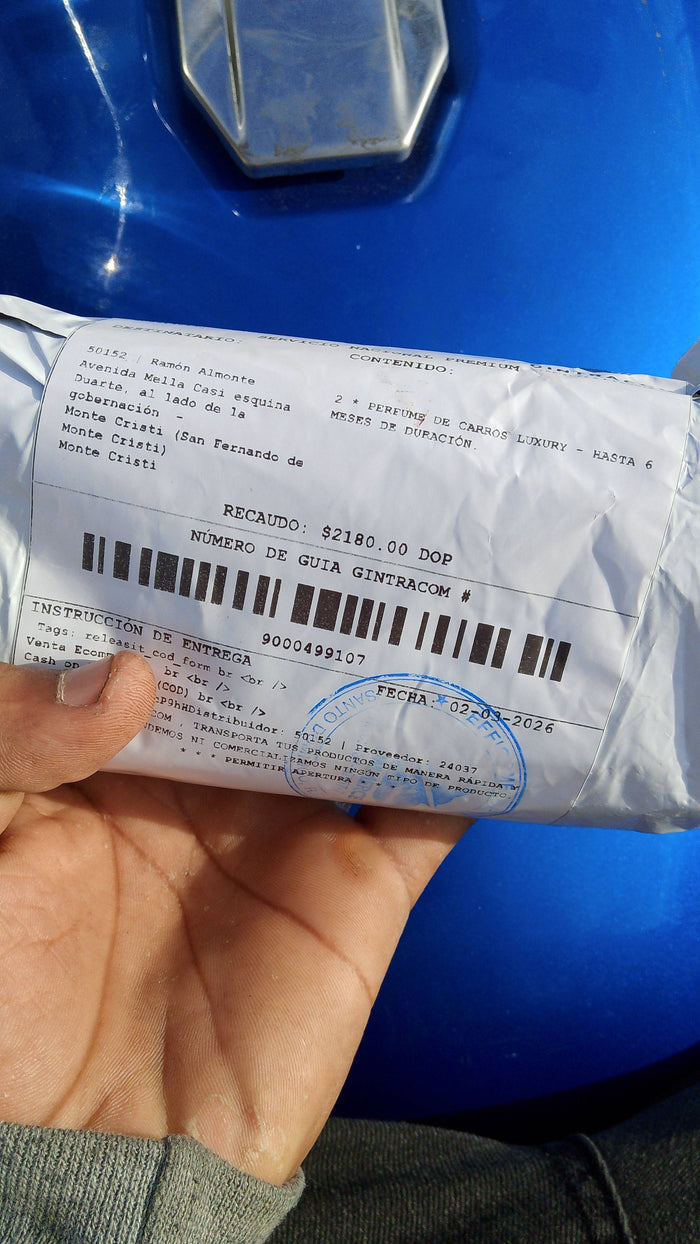 DESTINATARIO: SERVICIO NACIONAL PREMIUM
CONTENIDO:
50152 | Ramón Almonte
Avenida Mella Casi esquina
Duarte, al lado de la
gobernación -
Monte Cristi
Monte Cristi (San Fernando de
Monte Cristi)
Monte Cristi
2 * PERFUME DE CARROS LUXURY - HASTA 6
MESES DE DURACIÓN.
RECAUDO: $2180.00 DOP
NÚMERO DE GUIA GINTRACOM #
9000499107
INSTRUCCIÓN DE ENTREGA
FECHA: 02-03-2026
Tags: releasit_cod_form br <br />
Venta Ecom br <br />
Cash on (COD) br <br />
Distribuidor: 50152 | Proveedor: 24037
COM , TRANSPORTA TUS PRODUCTOS DE MANERA RÁPIDA Y
DEMOS NI COMERCIALIZAMOS NINGÚN TIPO DE PRODUCTO.
* * * PERMITIR APERTURA * * *
SANTO